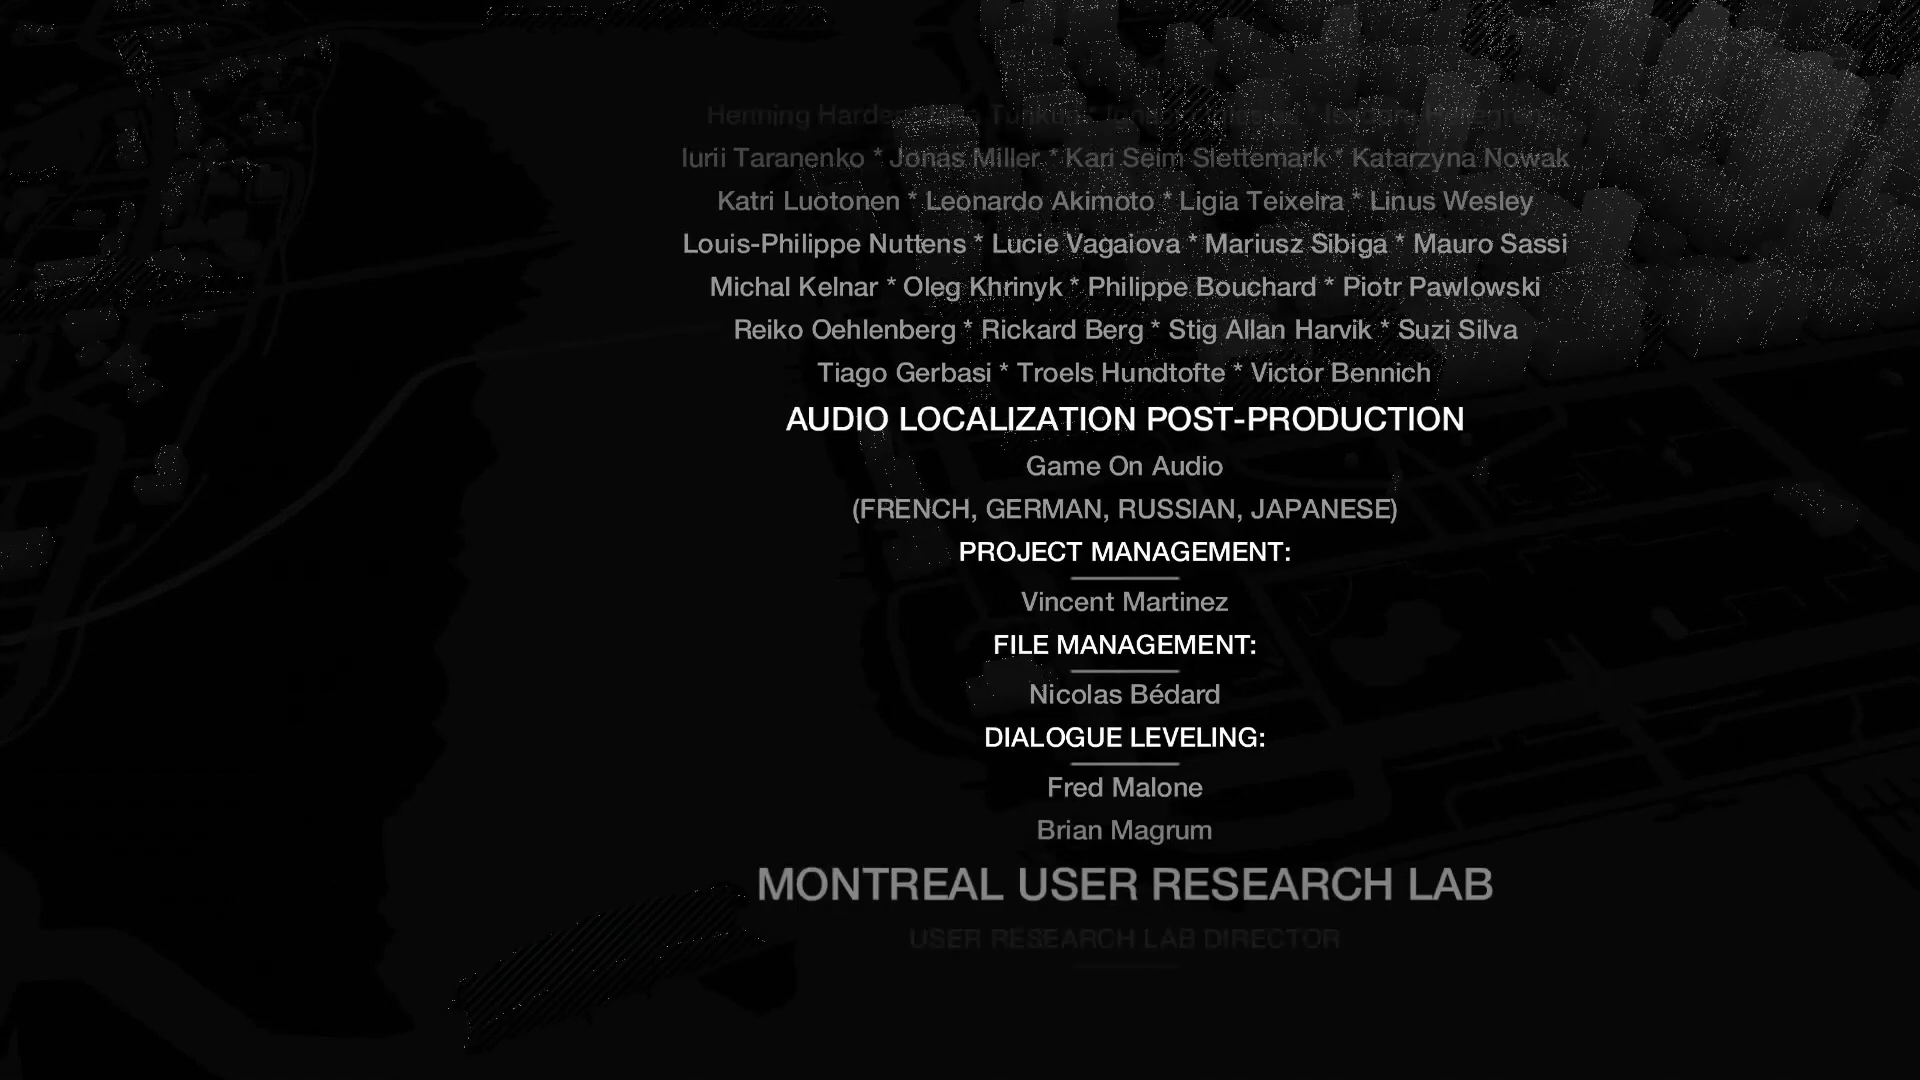 Henning
Iurii Taranenko * Jonas Miller * Kari Seim Slettemark * Katarzyna Nowak
Katri Luotonen * Leonardo Akimoto * Ligia Teixelra * Linus Wesley
Louis-Philippe Nuttens * Lucie Vagaiova * Mariusz Sibiga * Mauro Sassi
Michal Kelnar * Oleg Khrinyk * Philippe Bouchard * Piotr Pawlowski
Reiko Oehlenberg * Rickard Berg * Stig Allan Harvik * Suzi Silva
Tiago Gerbasi * Troels Hundtofte * Victor Bennich
AUDIO LOCALIZATION POST-PRODUCTION
Game On Audio
(FRENCH, GERMAN, RUSSIAN, JAPANESE)
PROJECT MANAGEMENT:
Vincent Martinez
FILE MANAGEMENT:
Nicolas Bédard
DIALOGUE LEVELING:
Fred Malone
Brian Magrum
MONTREAL USER RESEARCH LAB
USER RESEARCH LAB DIRECTOR